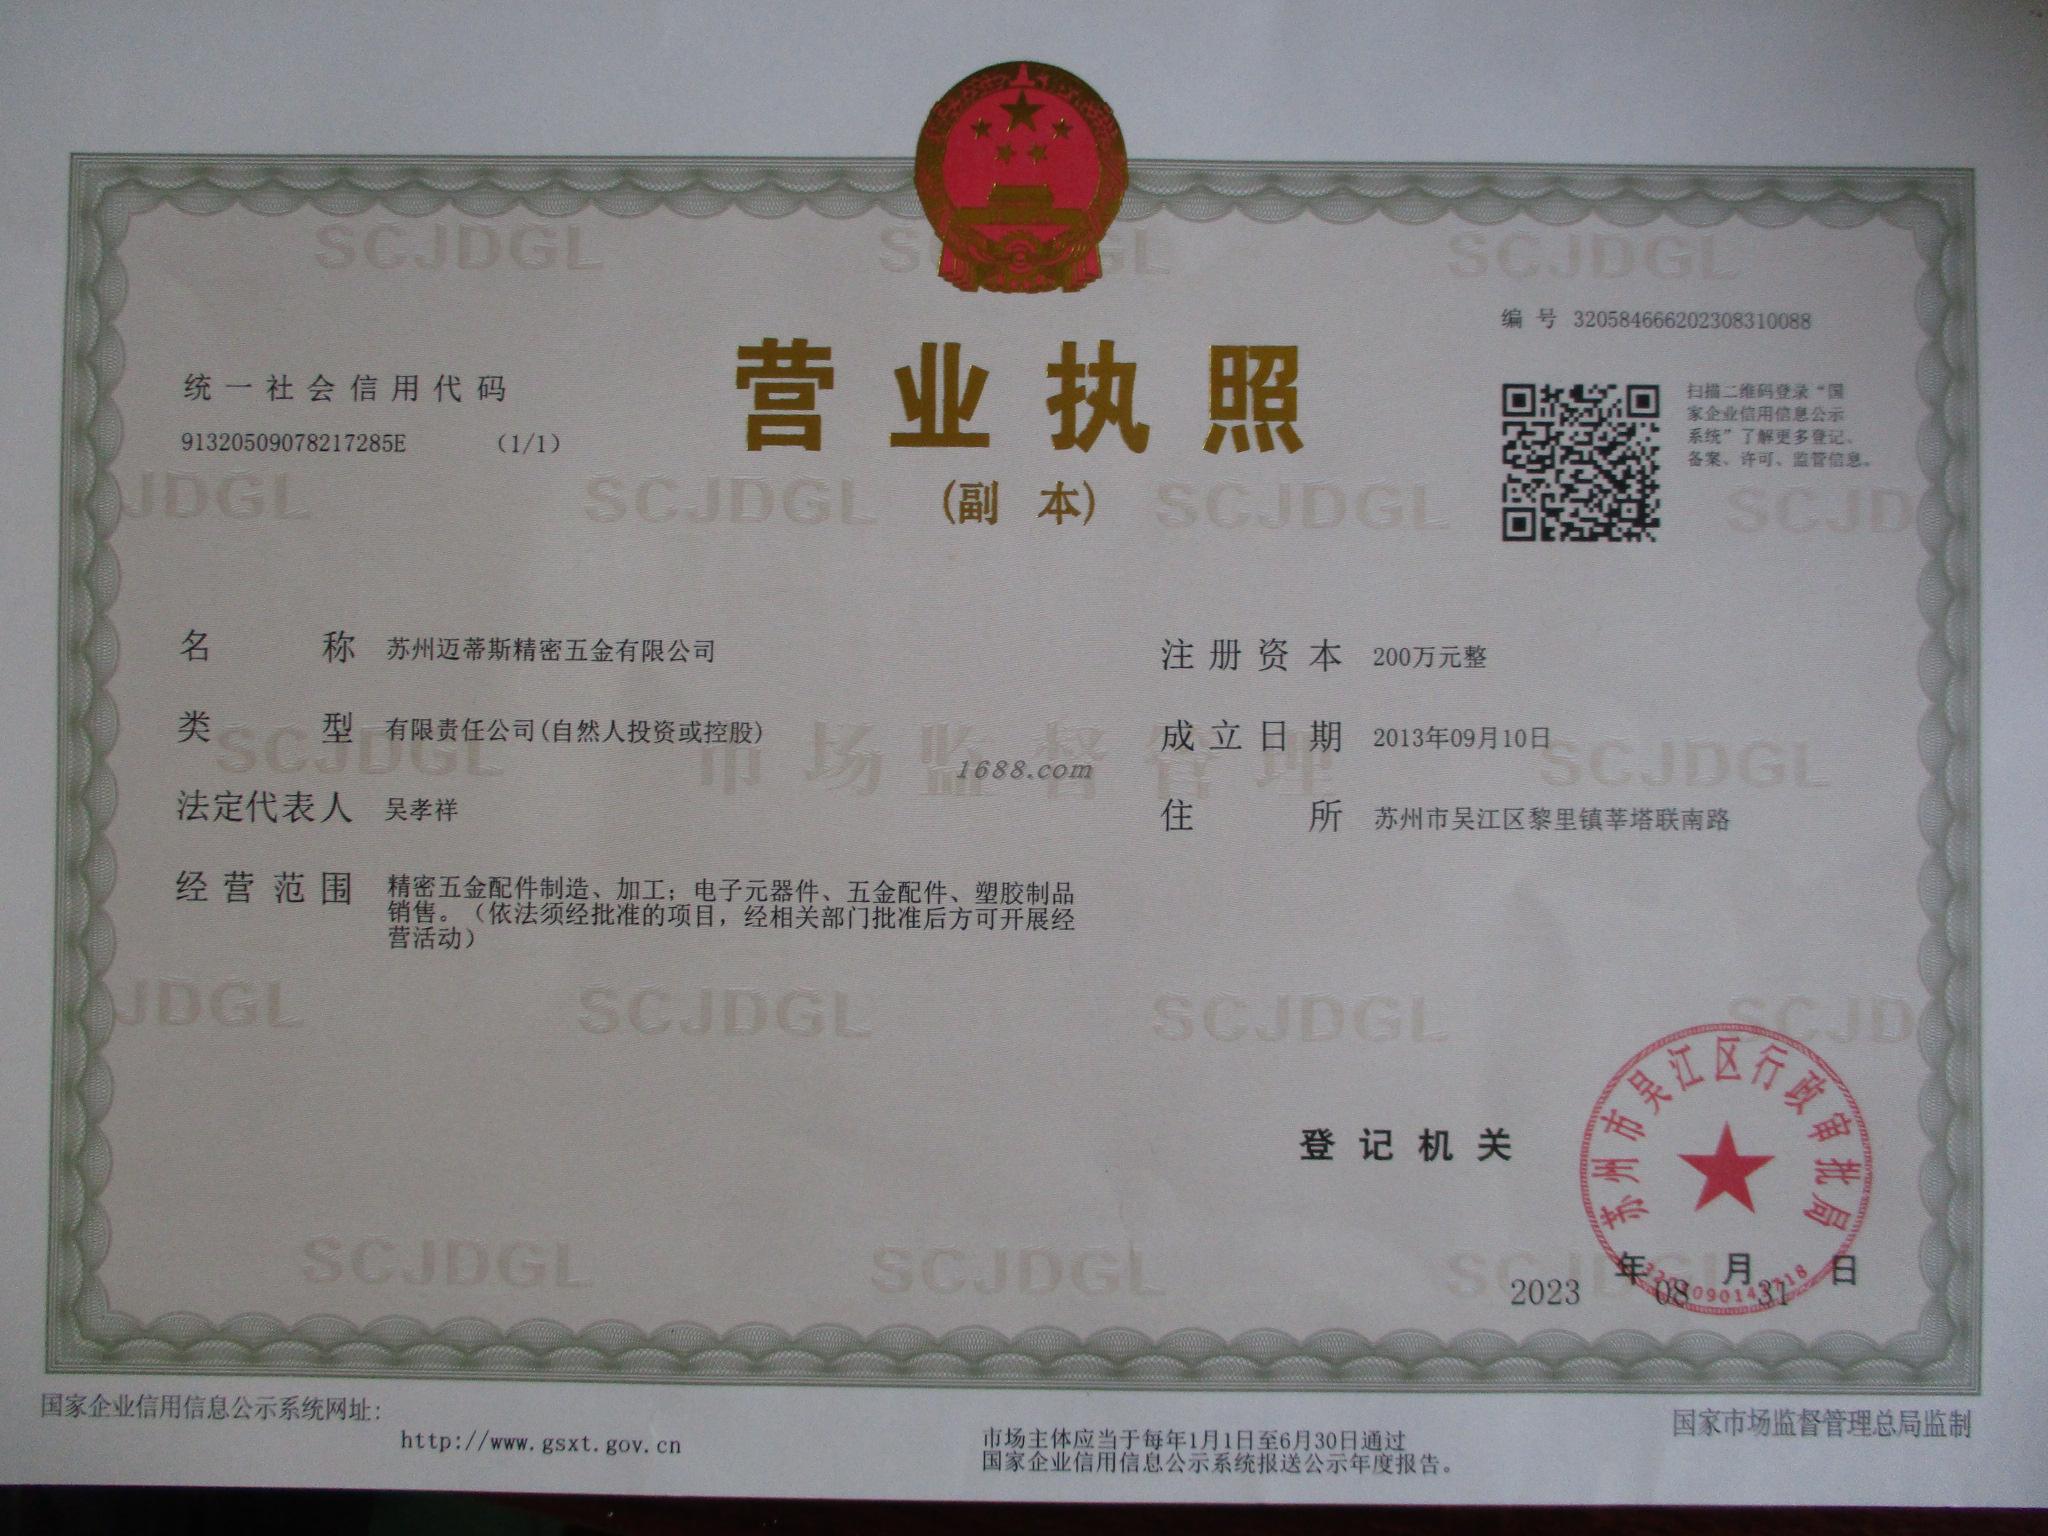 编 号 320584666202308310088
统一社会信用代码
91320509078217285E （1/1）
营业执照
(副 本)
扫描二维码登录“国
家企业信用信息公示
系统”了解更多登记、
备案、许可、监管信息。
名 称 苏州迈蒂斯精密五金有限公司
类 型 有限责任公司(自然人投资或控股)
法定代表人 吴孝祥
经营范围 精密五金配件制造、加工；电子元器件、五金配件、塑胶制品
销售。（依法须经批准的项目，经相关部门批准后方可开展经
营活动）
注册资本 200万元整
成立日期 2013年09月10日
住 所 苏州市吴江区黎里镇莘塔联南路
市场监督管理
1688.com
SCJDGL
登记机关
苏州市吴江区行政审批局
2023 年 08 月 31 日
国家企业信用信息公示系统网址：
http://www.gsxt.gov.cn
市场主体应当于每年1月1日至6月30日通过
国家企业信用信息公示系统报送公示年度报告。
国家市场监督管理总局监制